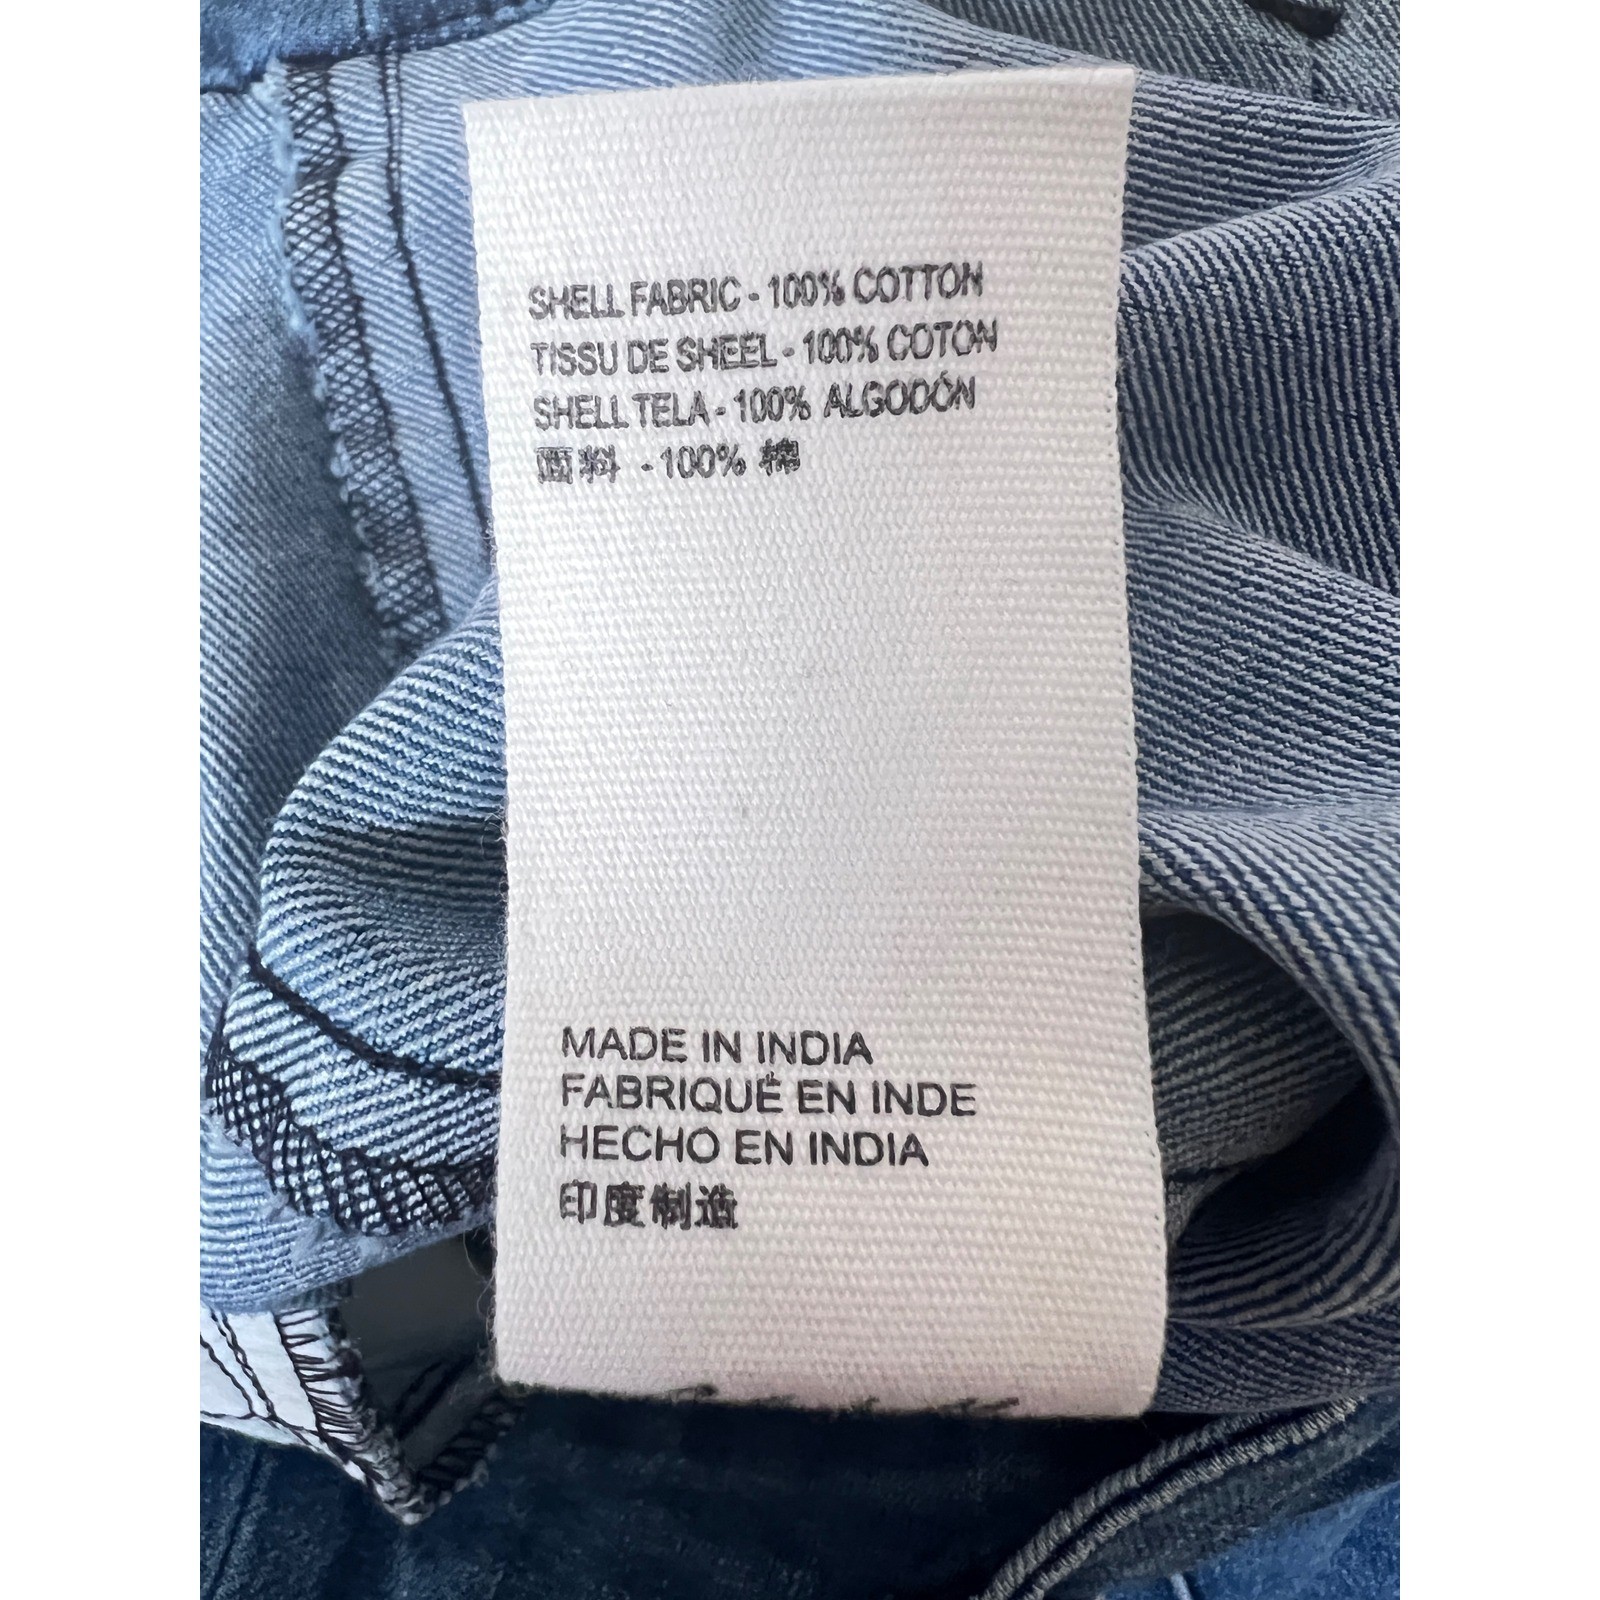 SHELL FABRIC - 100% COTTON
TISSU DE SHEEL - 100% COTON
SHELL TELA - 100% ALGODÓN
面料 - 100% 棉
MADE IN INDIA
FABRIQUÉ EN INDE
HECHO EN INDIA
印度制造